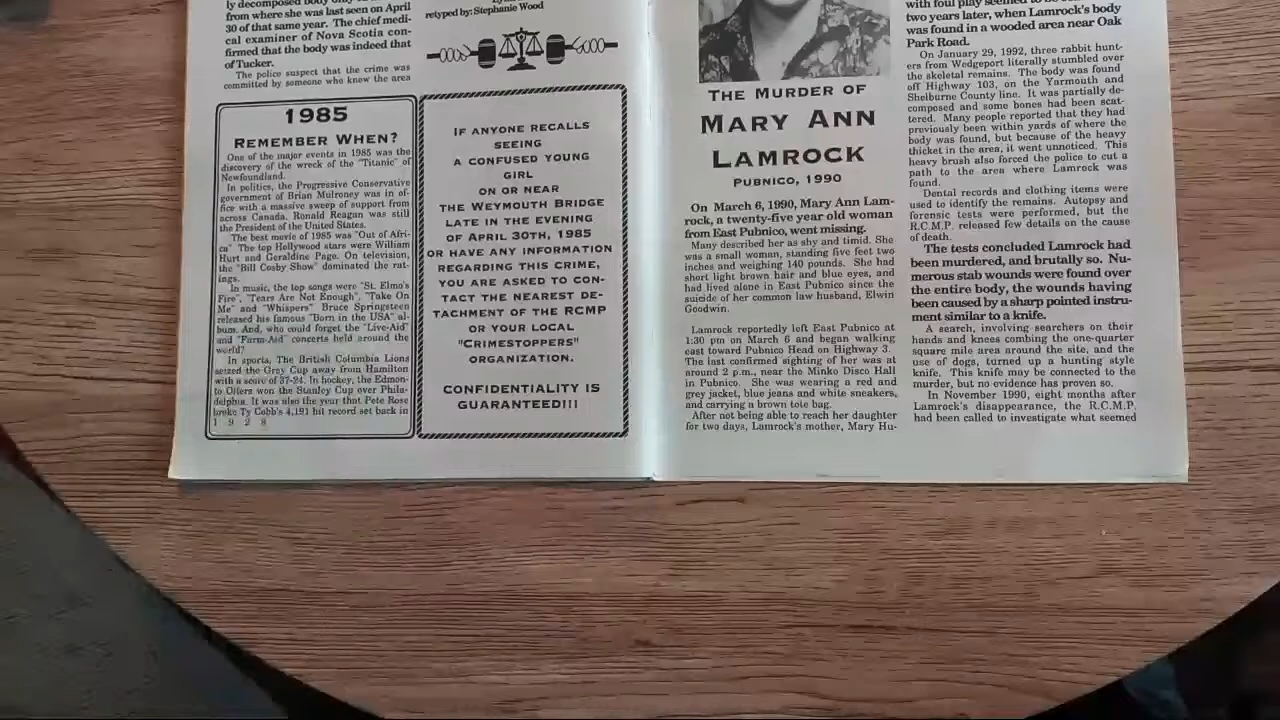 ly decomposed body only
from where she was last seen on April
30 of that same year. The chief medi-
cal examiner of Nova Scotia con-
firmed that the body was indeed that
of Tucker.
The police suspect that the crime was
committed by someone who knew the area
1985
REMEMBER WHEN?
One of the major events in 1985 was the
discovery of the wreck of the "Titanic" of
Newfoundland.
In politics, the Progressive Conservative
government of Brian Mulroney was in of-
fice with a massive sweep of support from
across Canada. Ronald Reagan was still
the President of the United States.
The best movie of 1985 was "Out of Afri-
ca" The top Hollywood stars were William
Hurt and Geraldine Page. On television,
the "Bill Cosby Show" dominated the rat-
ings.
In music, the top songs were "St. Elmo's
Fire", "Tears Are Not Enough", "Take On
Me" and "Whispers" Bruce Springsteen
released his famous "Born in the USA" al-
bum. And, who could forget the "Live-Aid"
and "Farm-Aid" concerts held around the
world?
In sports, The British Columbia Lions
seized the Grey Cup away from Hamilton
with a score of 37-24. In hockey, the Edmon-
to Oilers won the Stanley Cup over Phila-
delphia. It was also the year that Pete Rose
broke Ty Cobb's 4,191 hit record set back in
1 9 2 8
retyped by: Stephanie Wood
IF ANYONE RECALLS
SEEING
A CONFUSED YOUNG
GIRL
ON OR NEAR
THE WEYMOUTH BRIDGE
LATE IN THE EVENING
OF APRIL 30TH, 1985
OR HAVE ANY INFORMATION
REGARDING THIS CRIME,
YOU ARE ASKED TO CON-
TACT THE NEAREST DE-
TACHMENT OF THE RCMP
OR YOUR LOCAL
"CRIMESTOPPERS"
ORGANIZATION.
CONFIDENTIALITY IS
GUARANTEED!!!
THE MURDER OF
MARY ANN
LAMROCK
PUBNICO, 1990
On March 6, 1990, Mary Ann Lam-
rock, a twenty-five year old woman
from East Pubnico, went missing.
Many described her as shy and timid. She
was a small woman, standing five feet two
inches and weighing 140 pounds. She had
short light brown hair and blue eyes, and
had lived alone in East Pubnico since the
suicide of her common law husband, Elwin
Goodwin.
Lamrock reportedly left East Pubnico at
1:30 pm on March 6 and began walking
east toward Pubnico Head on Highway 3.
The last confirmed sighting of her was at
around 2 p.m., near the Minko Disco Hall
in Pubnico. She was wearing a red and
grey jacket, blue jeans and white sneakers,
and carrying a brown tote bag.
After not being able to reach her daughter
for two days, Lamrock's mother, Mary Hu-
with foul play seemed to be
two years later, when Lamrock's body
was found in a wooded area near Oak
Park Road.
On January 29, 1992, three rabbit hunt-
ers from Wedgeport literally stumbled over
the skeletal remains. The body was found
off Highway 103, on the Yarmouth and
Shelburne County line. It was partially de-
composed and some bones had been scat-
tered. Many people reported that they had
previously been within yards of where the
body was found, but because of the heavy
thicket in the area, it went unnoticed. This
heavy brush also forced the police to cut a
path to the area where Lamrock was
found.
Dental records and clothing items were
used to identify the remains. Autopsy and
forensic tests were performed, but the
R.C.M.P. released few details on the cause
of death.
The tests concluded Lamrock had
been murdered, and brutally so. Nu-
merous stab wounds were found over
the entire body, the wounds having
been caused by a sharp pointed instru-
ment similar to a knife.
A search, involving searchers on their
hands and knees combing the one-quarter
square mile area around the site, and the
use of dogs, turned up a hunting style
knife. This knife may be connected to the
murder, but no evidence has proven so.
In November 1990, eight months after
Lamrock's disappearance, the R.C.M.P.
had been called to investigate what seemed